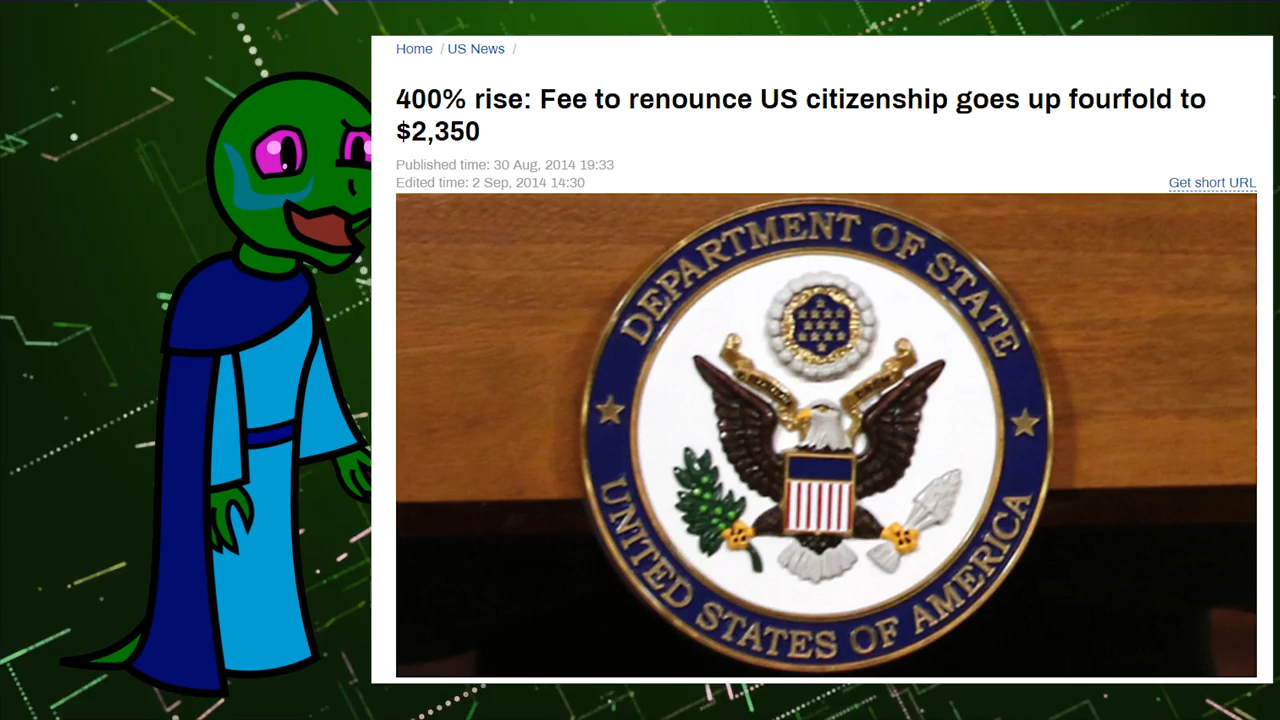 Home / US News /
400% rise: Fee to renounce US citizenship goes up fourfold to
$2,350
Published time: 30 Aug, 2014 19:33
Edited time: 2 Sep, 2014 14:30
Get short URL
DEPARTMENT OF STATE
UNITED STATES OF AMERICA